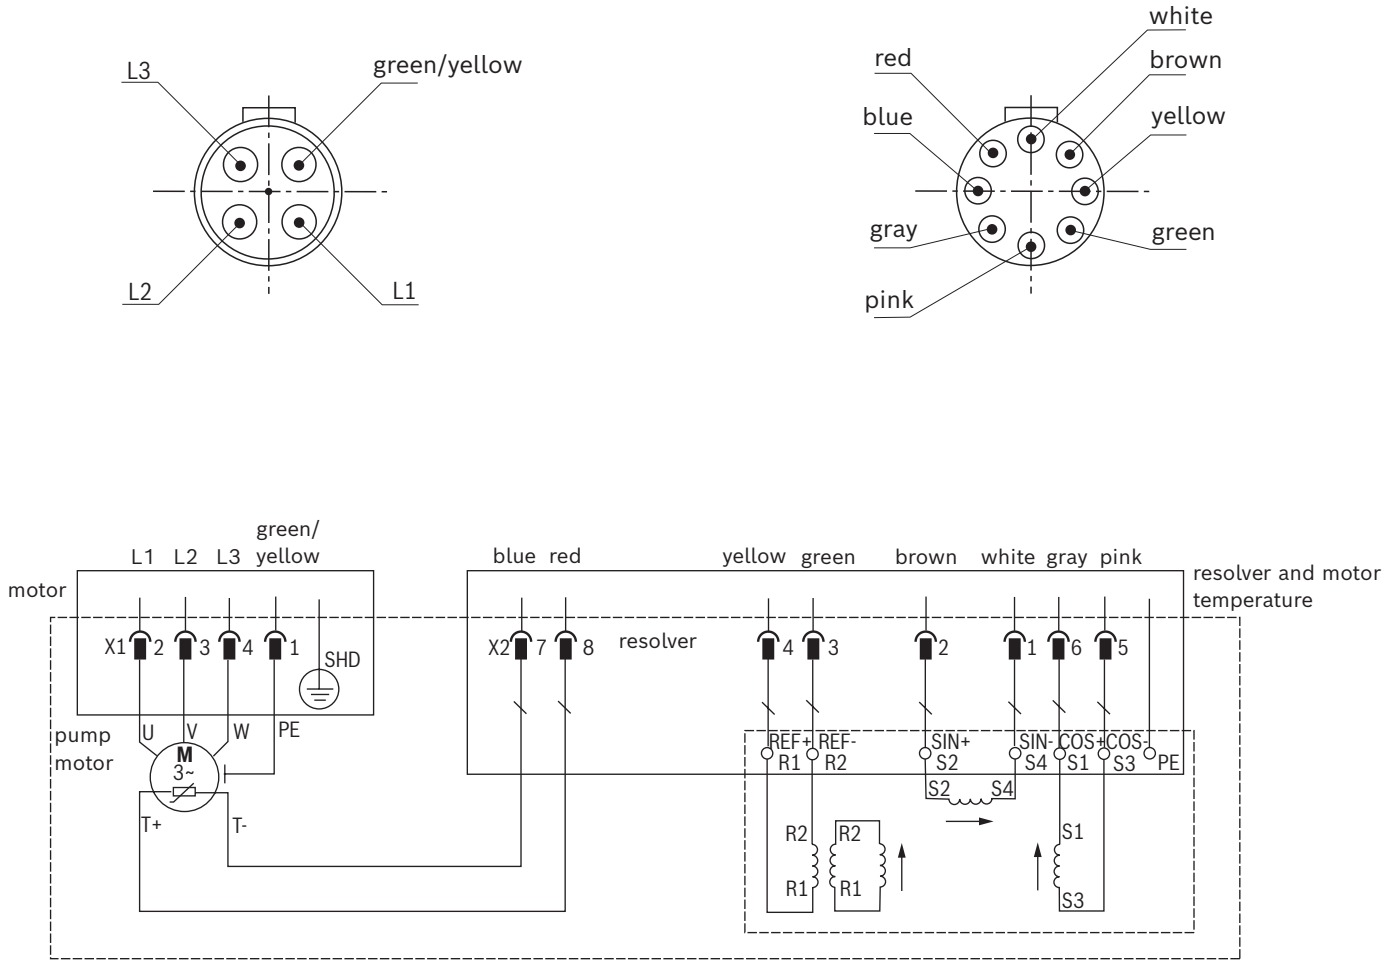 white
L3
green/yellow
red
brown
blue
yellow
gray
green
L2
L1
pink
green/
L1 L2 L3 yellow
blue red
yellow green brown white gray pink
motor
resolver and motor
temperature
X1 2 3 4 1
X2 7 8
resolver
4 3 2 1 6 5
SHD
U V W PE
pump
motor
M
3~
REF+ REF- SIN+ SIN- COS+ COS-
R1 R2 S2 S4 S1 S3 PE
S2 S4
T+ T-
R2 R2 S1
R1 R1 S3